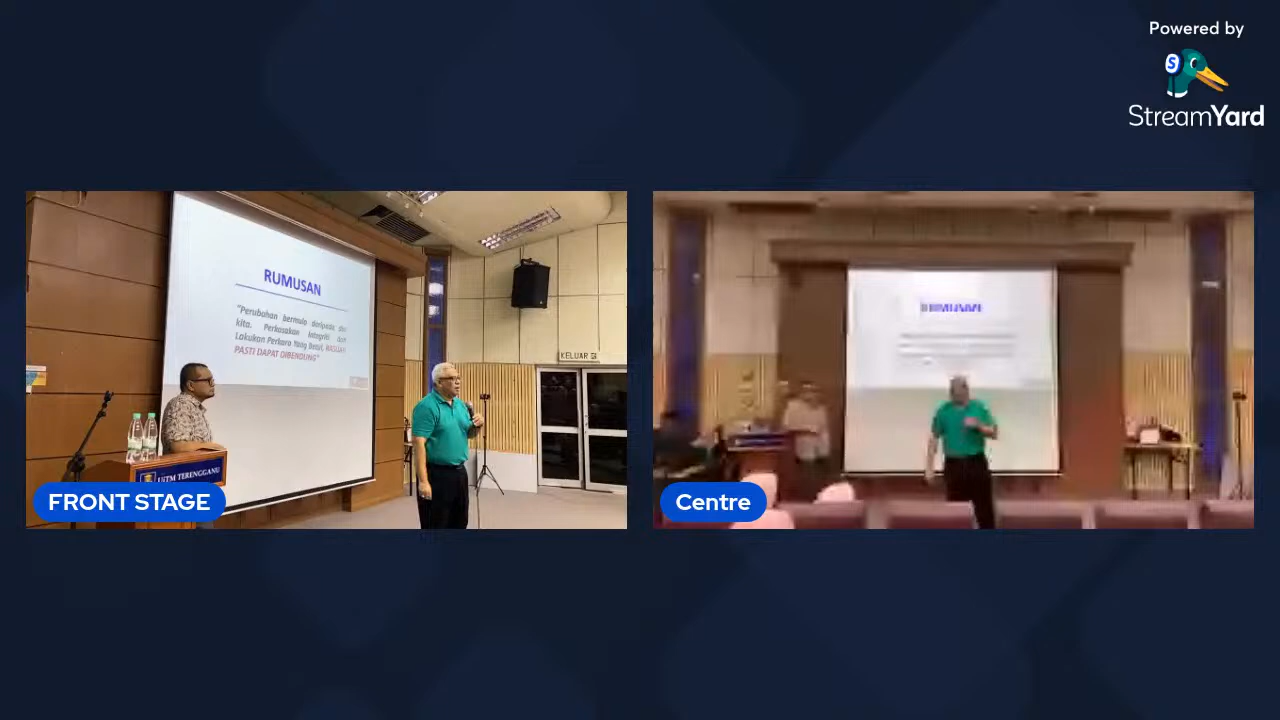 Powered by
S
StreamYard
RUMUSAN
"Perubahan bermula daripada diri
kita. Perkasakan Integriti dan
Lakukan Perkara Yang Betul, RASUAH
PASTI DAPAT DIBENDUNG"
KELUAR
UiTM TERENGGANU
FRONT STAGE
RUMUSAN
Centre